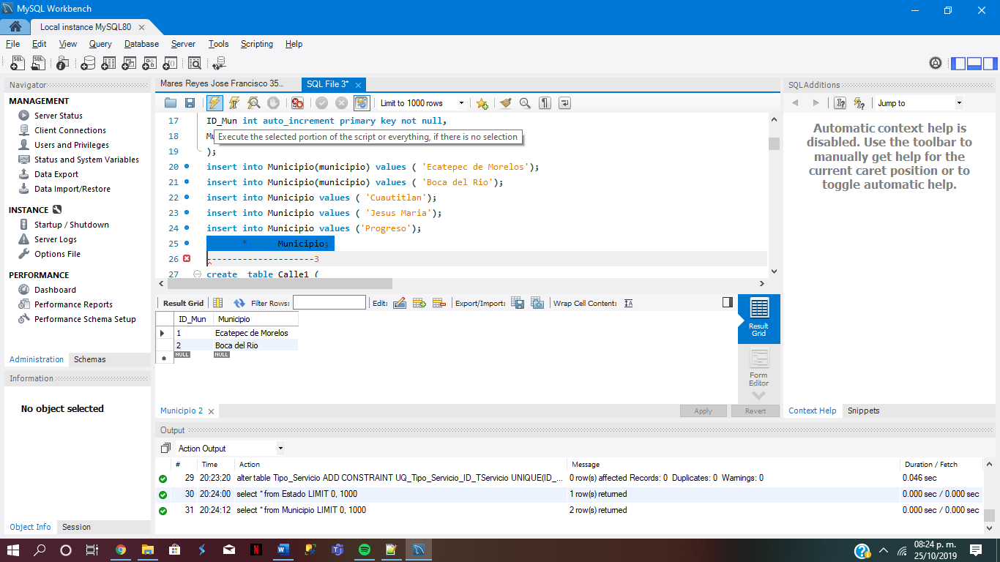 MySQL Workbench
Local instance MySQL80
File Edit View Query Database Server Tools Scripting Help
Navigator
MANAGEMENT
Server Status
Client Connections
Users and Privileges
Status and System Variables
Data Export
Data Import/Restore
INSTANCE
Startup / Shutdown
Server Logs
Options File
PERFORMANCE
Dashboard
Performance Reports
Performance Schema Setup
Administration Schemas
Information
No object selected
Object Info Session
Mares Reyes Jose Francisco 35... SQL File 3*
Limit to 1000 rows
17 ID_Mun int auto_increment primary key not null,
Execute the selected portion of the script or everything, if there is no selection
18 Mu
19 );
20 insert into Municipio(municipio) values ( 'Ecatepec de Morelos');
21 insert into Municipio(municipio) values ( 'Boca del Rio');
22 insert into Municipio values ( 'Cuautitlan');
23 insert into Municipio values ( 'Jesus Maria');
24 insert into Municipio values ('Progreso');
25 * Municipio;
26 --------------------3
27 create table Calle1 (
Result Grid Filter Rows: Edit: Export/Import: Wrap Cell Content:
ID_Mun Municipio
1 Ecatepec de Morelos
2 Boca del Rio
NULL NULL
Result Grid
Form Editor
Municipio 2 Apply Revert
SQLAdditions
Jump to
Automatic context help is
disabled. Use the toolbar to
manually get help for the
current caret position or to
toggle automatic help.
Context Help Snippets
Output
Action Output
# Time Action Message Duration / Fetch
29 20:23:20 alter table Tipo_Servicio ADD CONSTRAINT UQ_Tipo_Servicio_ID_TServicio UNIQUE(ID_... 0 row(s) affected Records: 0 Duplicates: 0 Warnings: 0 0.046 sec
30 20:24:00 select * from Estado LIMIT 0, 1000 1 row(s) returned 0.000 sec / 0.000 sec
31 20:24:12 select * from Municipio LIMIT 0, 1000 2 row(s) returned 0.000 sec / 0.000 sec
08:24 p. m.
25/10/2019